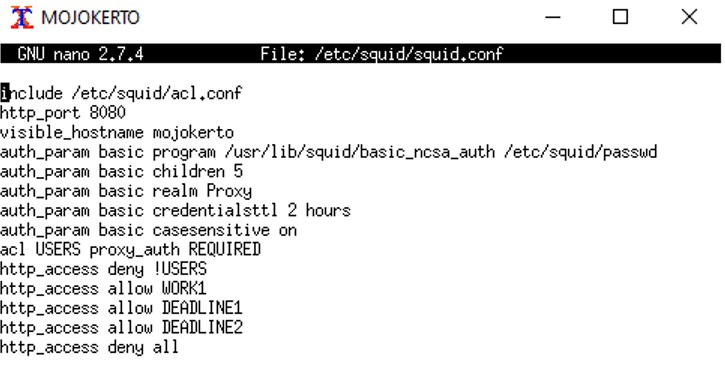 MOJOKERTO
GNU nano 2.7.4 File: /etc/squid/squid.conf
include /etc/squid/acl.conf
http_port 8080
visible_hostname mojokerto
auth_param basic program /usr/lib/squid/basic_ncsa_auth /etc/squid/passwd
auth_param basic children 5
auth_param basic realm Proxy
auth_param basic credentialsttl 2 hours
auth_param basic casesensitive on
acl USERS proxy_auth REQUIRED
http_access deny !USERS
http_access allow WORK1
http_access allow DEADLINE1
http_access allow DEADLINE2
http_access deny all